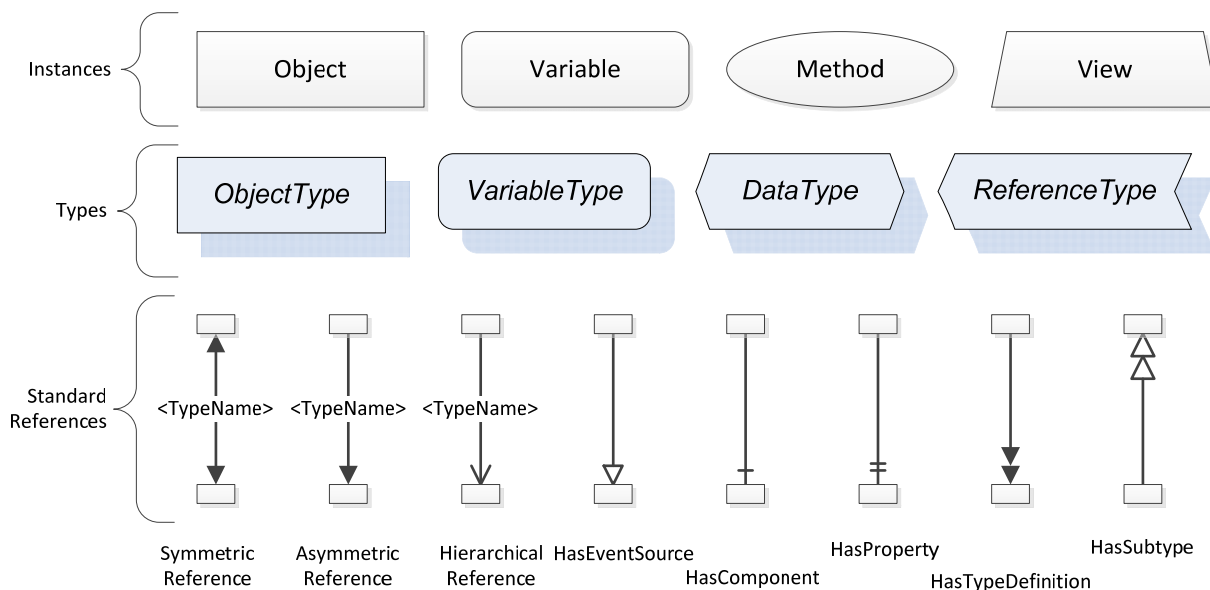 Instances
Object
Variable
Method
View
Types
ObjectType
VariableType
DataType
ReferenceType
Standard
References
<TypeName>
<TypeName>
<TypeName>
Symmetric
Reference
Asymmetric
Reference
Hierarchical
Reference
HasEventSource
HasComponent
HasProperty
HasTypeDefinition
HasSubtype